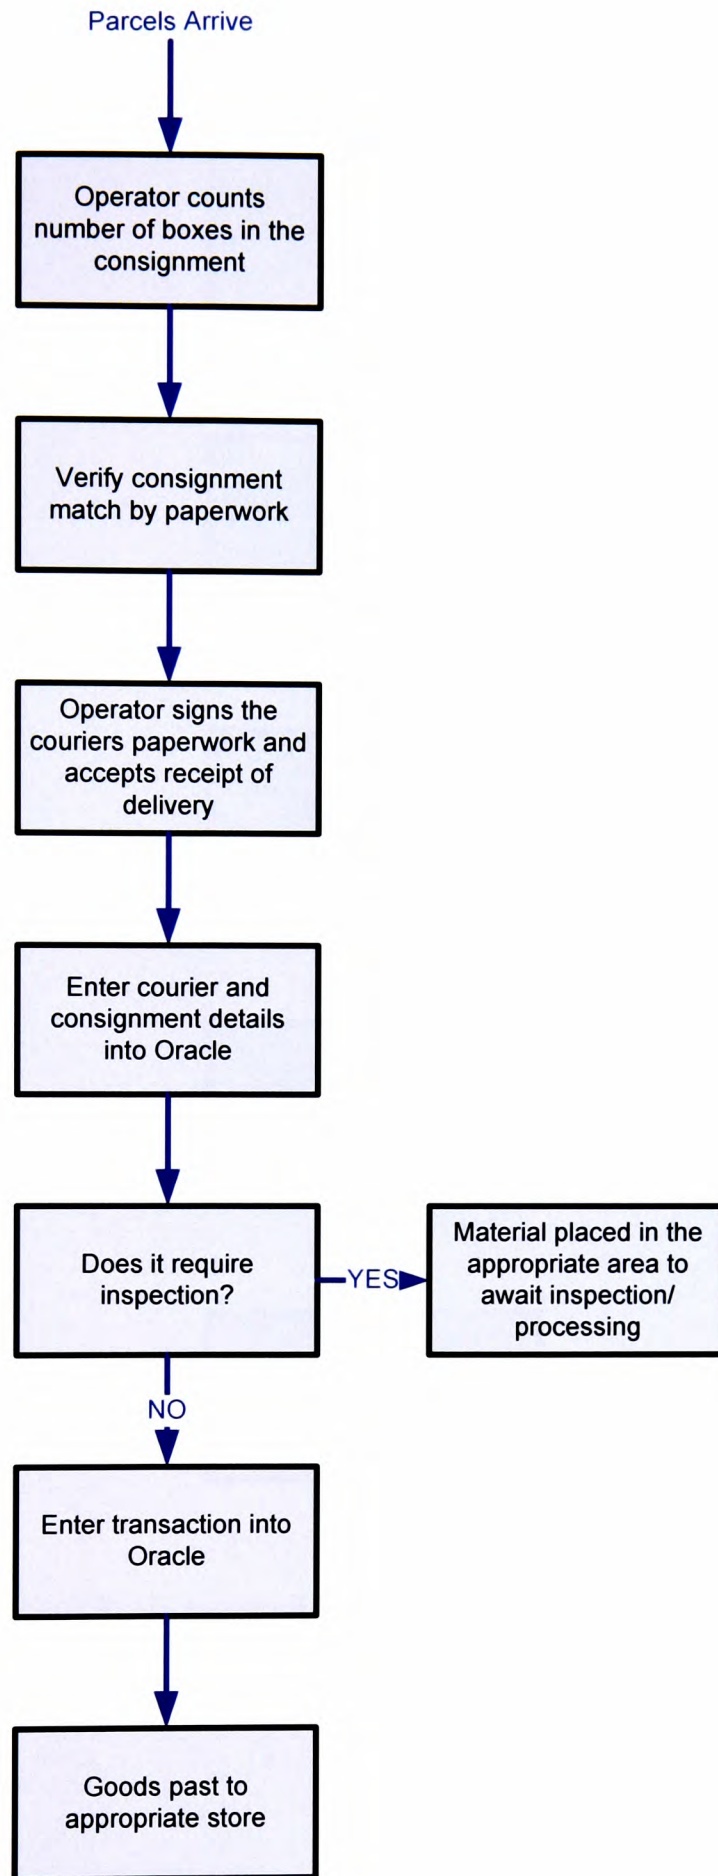 Parcels Arrive
Operator counts
number of boxes in the
consignment
Verify consignment
match by paperwork
Operator signs the
couriers paperwork and
accepts receipt of
delivery
Enter courier and
consignment details
into Oracle
Does it require
inspection?
YES
Material placed in the
appropriate area to
await inspection/
processing
NO
Enter transaction into
Oracle
Goods past to
appropriate store